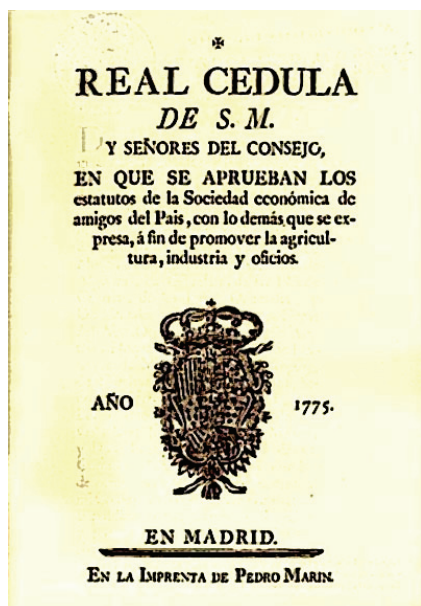 REAL CEDULA
DE S. M.
Y SEÑORES DEL CONSEJO,
EN QUE SE APRUEBAN LOS
estatutos de la Sociedad económica de
amigos del Pais, con lo demás que se ex-
presa, á fin de promover la agricul-
tura, industria y oficios.
AÑO 1775.
EN MADRID.
EN LA IMPRENTA DE PEDRO MARIN.